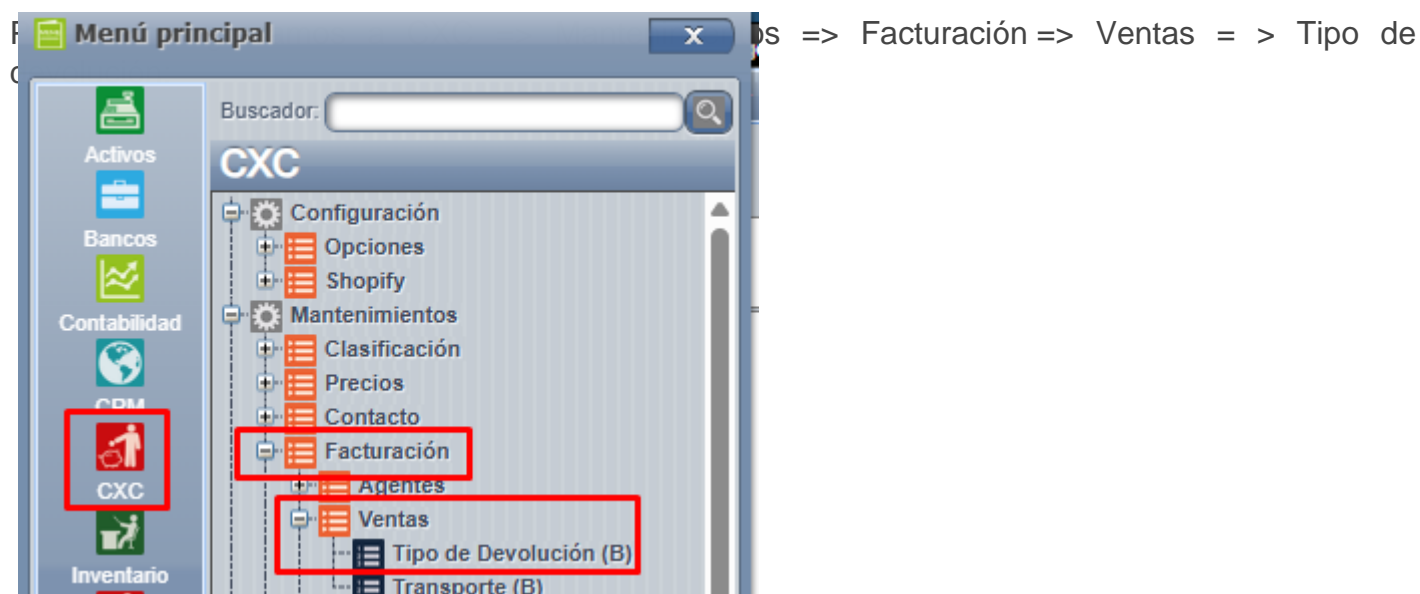 s => Facturación => Ventas = > Tipo de
Menú principal
x
Buscador:
Activos
CXC
Configuración
Bancos
Opciones
Shopify
Contabilidad
Mantenimientos
Clasificación
CRM
Precios
Contacto
Facturación
CXC
Agentes
Ventas
Tipo de Devolución (B)
Inventario
Transporte (B)